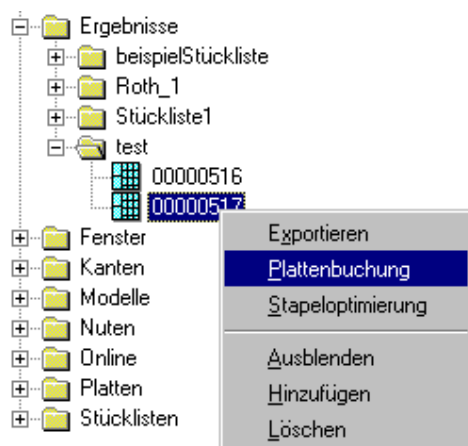 Ergebnisse
beispielStückliste
Roth_1
Stückliste1
test
00000516
00000517
Fenster
Kanten
Modelle
Nuten
Online
Platten
Stücklisten
Exportieren
Plattenbuchung
Stapeloptimierung
Ausblenden
Hinzufügen
Löschen